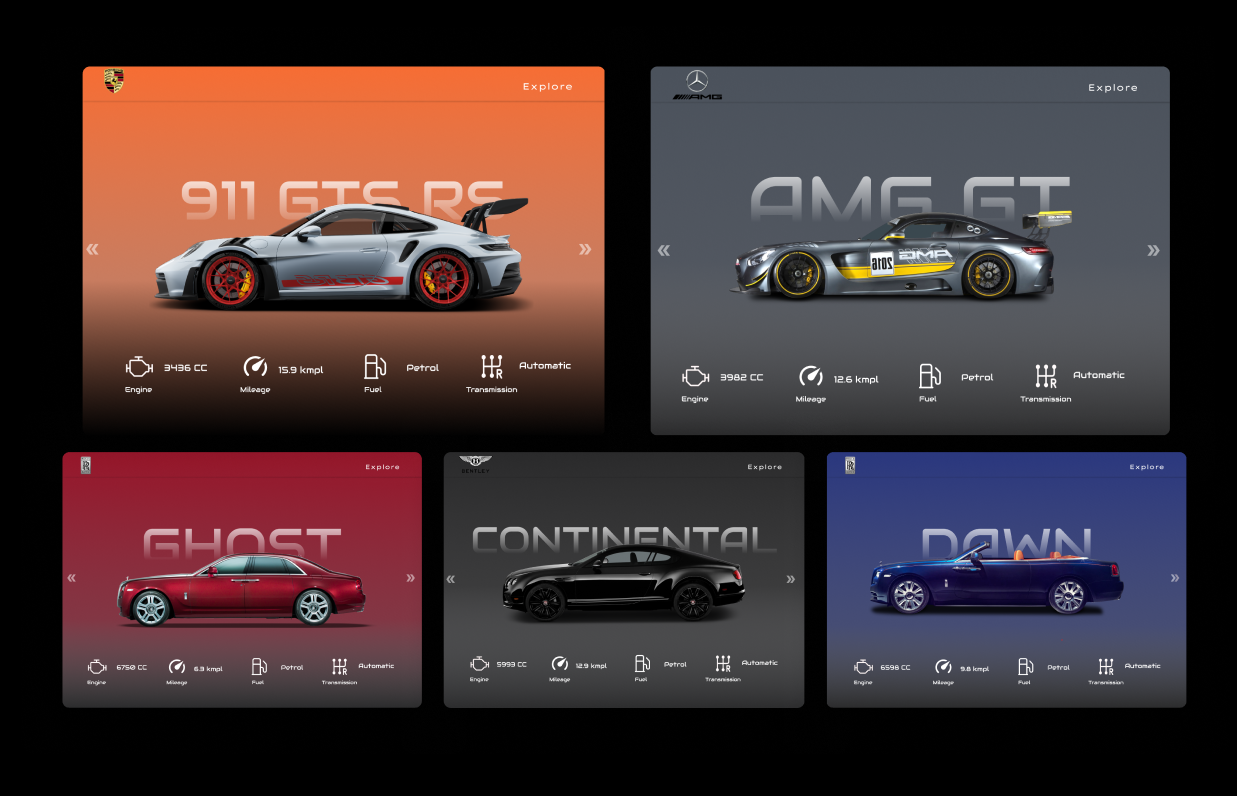 Explore
911 GTS RS
«
»
3436 CC
15.9 kmpl
Petrol
R
Automatic
Engine
Mileage
Fuel
Transmission
AMG
Explore
AMG GT
«
»
3982 CC
12.6 kmpl
Petrol
R
Automatic
Engine
Mileage
Fuel
Transmission
Explore
GHOST
«
»
6750 CC
6.9 kmpl
Petrol
R
Automatic
Engine
Mileage
Fuel
Transmission
BENTLEY
Explore
CONTINENTAL
«
»
5993 CC
12.9 kmpl
Petrol
R
Automatic
Engine
Mileage
Fuel
Transmission
Explore
DAWN
»
6598 CC
9.8 kmpl
Petrol
R
Automatic
Engine
Mileage
Fuel
Transmission